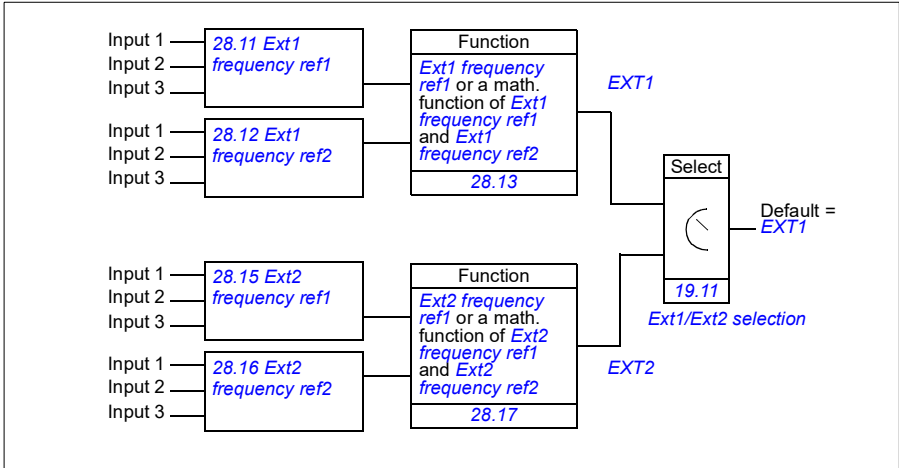 Input 1
Input 2
Input 3
28.11 Ext1
frequency ref1
Input 1
Input 2
Input 3
28.12 Ext1
frequency ref2
Function
Ext1 frequency
ref1 or a math.
function of Ext1
frequency ref1
and Ext1
frequency ref2
28.13
EXT1
Select
19.11
Ext1/Ext2 selection
Default =
EXT1
Input 1
Input 2
Input 3
28.15 Ext2
frequency ref1
Input 1
Input 2
Input 3
28.16 Ext2
frequency ref2
Function
Ext2 frequency
ref1 or a math.
function of Ext2
frequency ref1
and Ext2
frequency ref2
28.17
EXT2